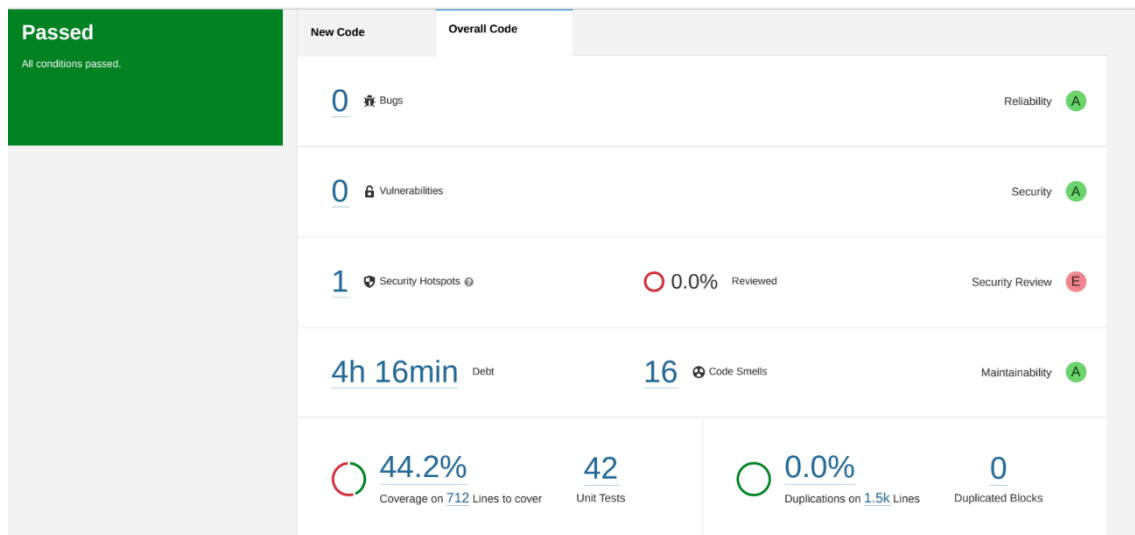 Passed
All conditions passed.
New Code
Overall Code
0 Bugs
Reliability A
0 Vulnerabilities
Security A
1 Security Hotspots ?
0.0% Reviewed
Security Review E
4h 16min Debt
16 Code Smells
Maintainability A
44.2%
Coverage on 712 Lines to cover
42
Unit Tests
0.0%
Duplications on 1.5k Lines
0
Duplicated Blocks